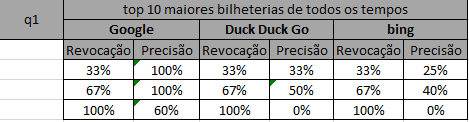 q1 top 10 maiores bilheterias de todos os tempos
Google Duck Duck Go bing
Revocação Precisão Revocação Precisão Revocação Precisão
33% 100% 33% 33% 33% 25%
67% 100% 67% 50% 67% 40%
100% 60% 100% 0% 100% 0%